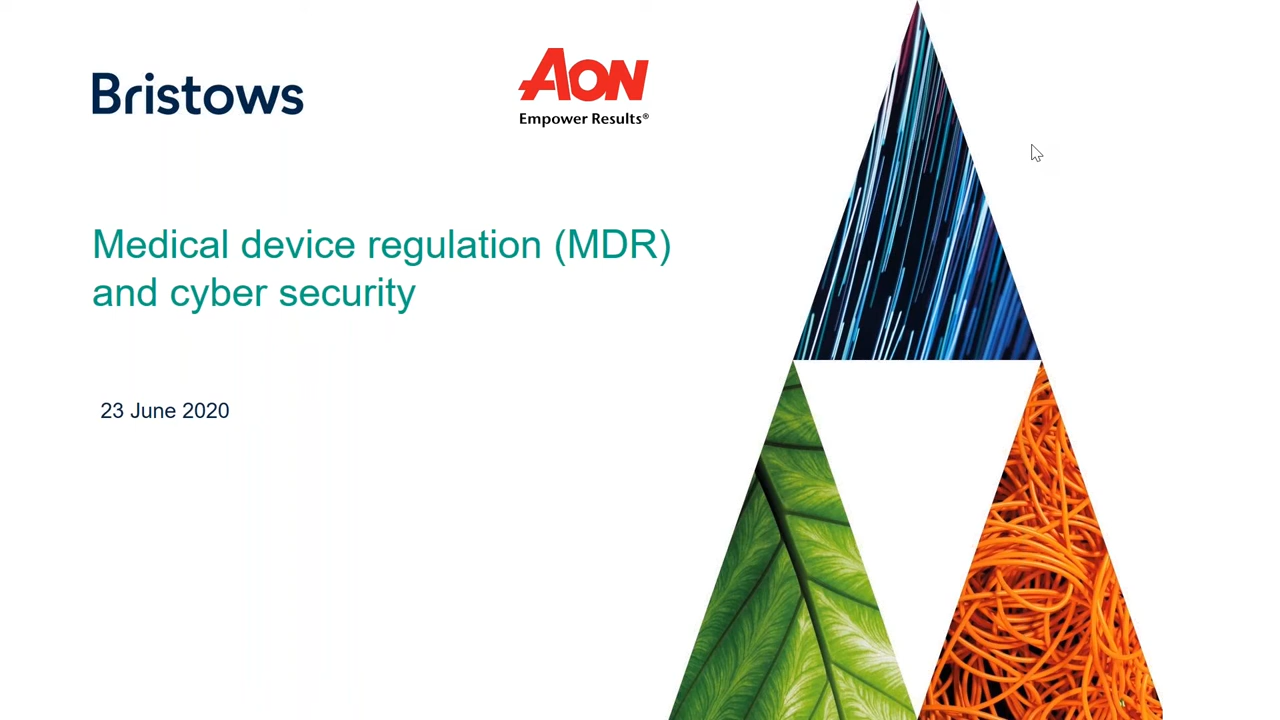 Bristows
AON
Empower Results®
Medical device regulation (MDR)
and cyber security
23 June 2020